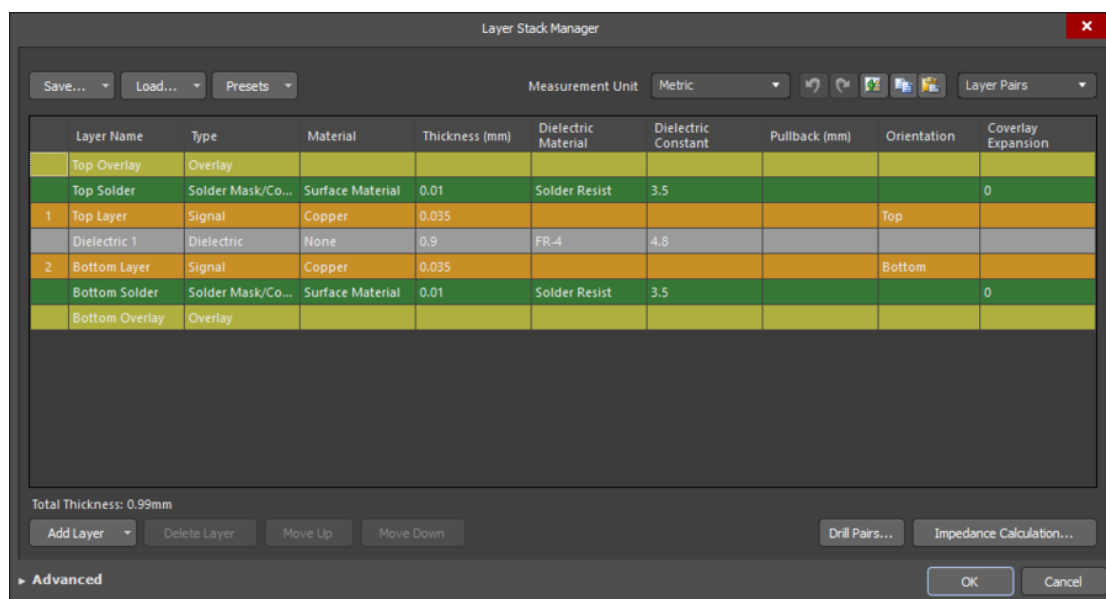 Layer Stack Manager
Save... Load... Presets Measurement Unit Metric Layer Pairs
Layer Name Type Material Thickness (mm) Dielectric Material Dielectric Constant Pullback (mm) Orientation Coverlay Expansion
Top Overlay Overlay
Top Solder Solder Mask/Co... Surface Material 0.01 Solder Resist 3.5 0
1 Top Layer Signal Copper 0.035 Top
Dielectric 1 Dielectric None 0.9 FR-4 4.8
2 Bottom Layer Signal Copper 0.035 Bottom
Bottom Solder Solder Mask/Co... Surface Material 0.01 Solder Resist 3.5 0
Bottom Overlay Overlay
Total Thickness: 0.99mm
Add Layer Delete Layer Move Up Move Down Drill Pairs... Impedance Calculation...
Advanced OK Cancel